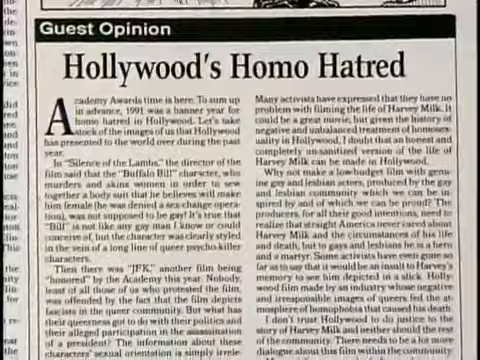 Guest Opinion
Hollywood's Homo Hatred
Academy Awards time is here. To sum up
in advance, 1991 was a banner year for
homo hatred in Hollywood. Let's take
stock of the images of us that Hollywood
has presented to the world over during the past
year.
In "Silence of the Lambs," the director of the
film said that the "Buffalo Bill" character, who
murders and skins women in order to sew
together a body suit that he believes will make
him female (he was denied a sex-change opera-
tion), was not supposed to be gay! It's true that
"Bill" is not like any gay man I know or could
conceive of, but the character was clearly styled
in the vein of a long line of queer psycho-killer
characters.
Then there was "JFK," another film being
"honored" by the Academy this year. Nobody,
least of all those of us who protested the film,
was offended by the fact that the film depicts
fascists in the queer community. But what has
their queerness got to do with their politics and
their alleged participation in the assassination
of a president? The information about these
characters' sexual orientation is simply irrele-
Many activists have expressed that they have no
problem with filming the life of Harvey Milk. It
could be a great movie, but given the history of
negative and unbalanced treatment of homosex-
uality in Hollywood, I doubt that an honest and
completely un-sanitized version of the life of
Harvey Milk can be made in Hollywood.
Why not make a low-budget film with genu-
ine gay and lesbian actors, produced by the gay
and lesbian community which we can be in-
spired by and of which we can be proud? The
producers, for all their good intentions, need to
realize that straight America never cared about
Harvey Milk and the circumstances of his life
and death, but to gays and lesbians he is a hero
and a martyr. Some activists have even gone so
far as to say that it would be an insult to Harvey's
memory to see him depicted in a slick, Holly-
wood film made by an industry whose negative
and irresponsible images of queers fed the at-
mosphere of homophobia that caused his death.
I don't trust Hollywood to do justice to the
story of Harvey Milk and neither should the rest
of the community. There needs to be a lot more
dialogue about this film within the community